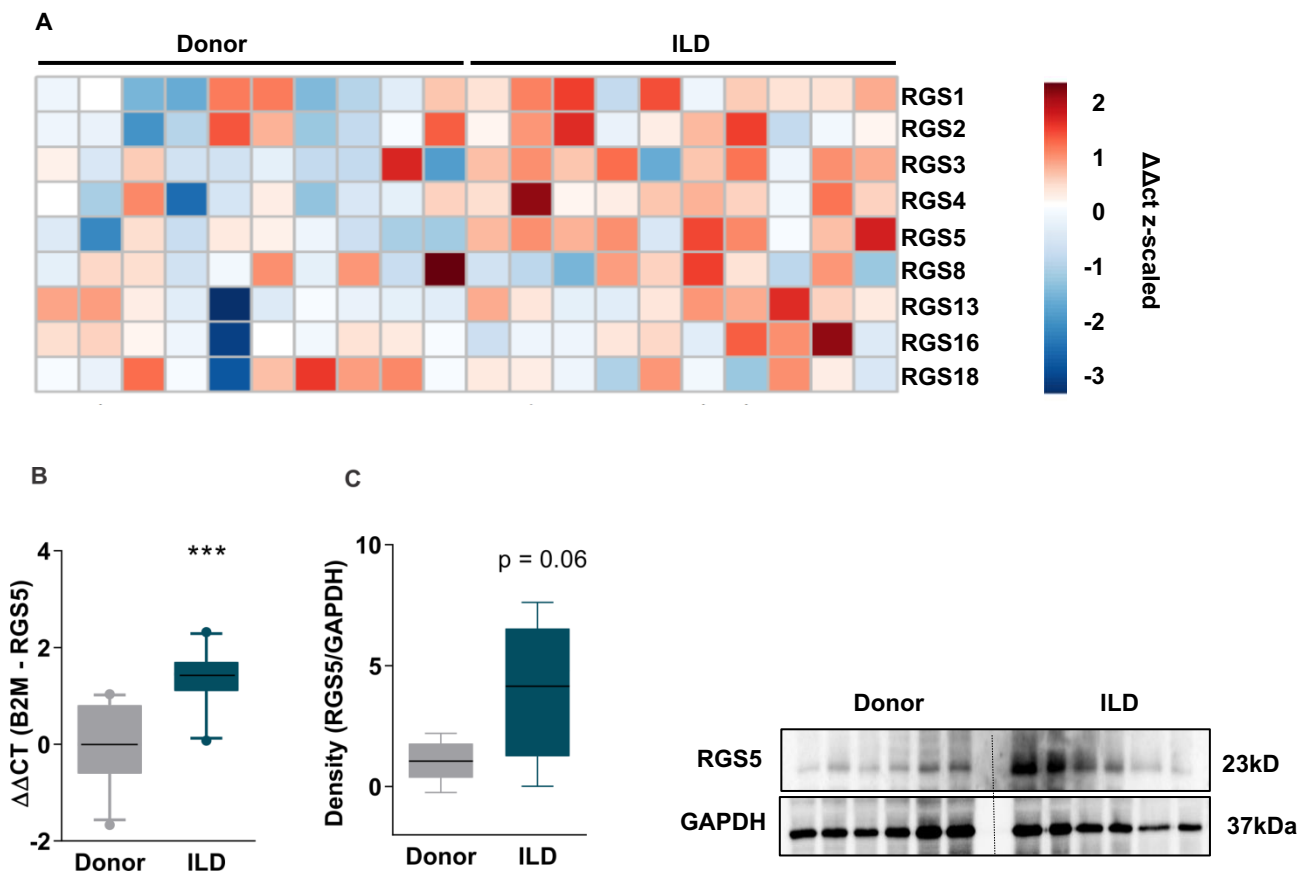 A
Donor ILD
RGS1
RGS2
RGS3
RGS4
RGS5
RGS8
RGS13
RGS16
RGS18
2
1
0
-1
-2
-3
ΔΔct z-scaled
B
ΔΔCT (B2M - RGS5)
4
2
0
-2
***
Donor ILD
C
Density (RGS5/GAPDH)
10
5
0
p = 0.06
Donor ILD
Donor ILD
RGS5 23kD
GAPDH 37kDa